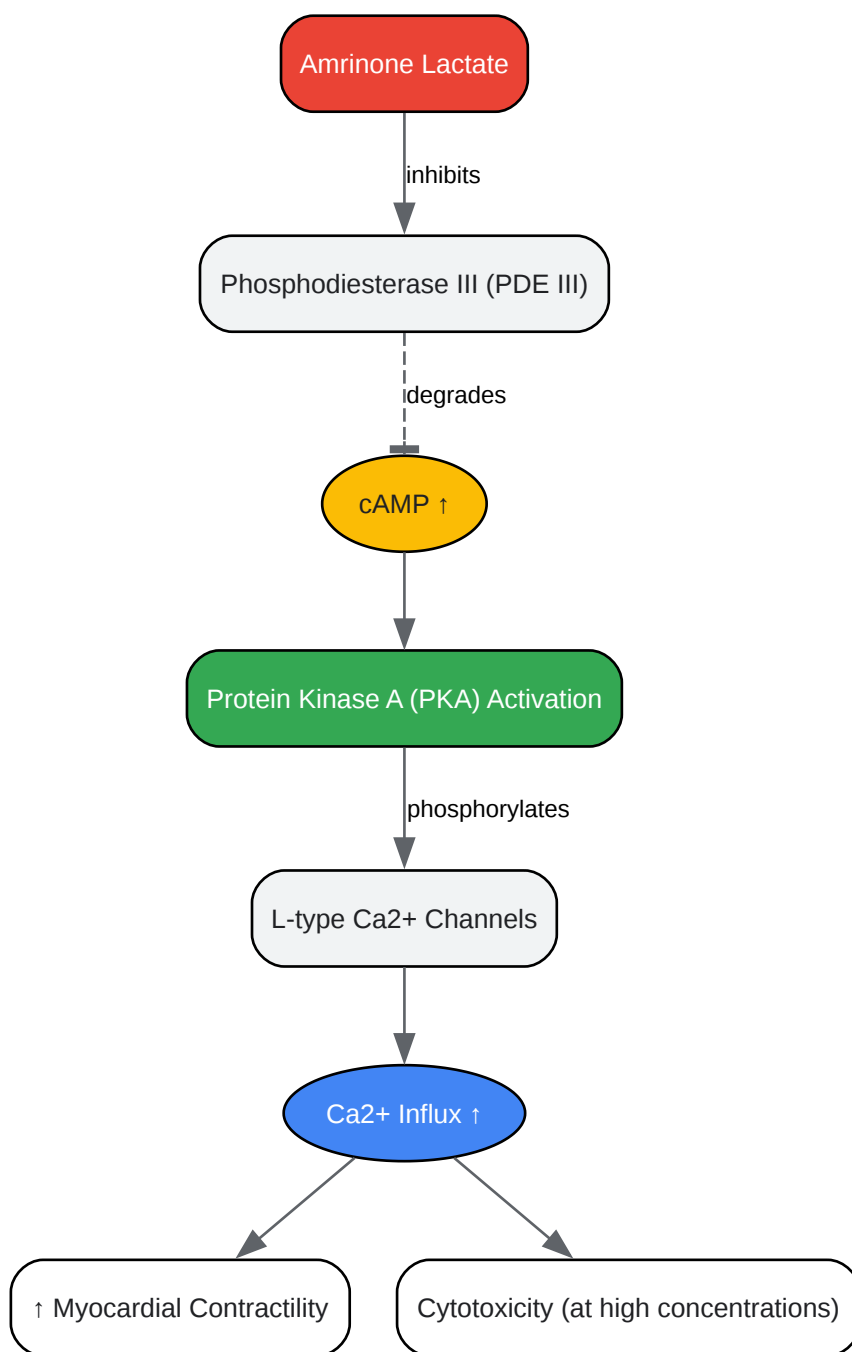 Amrinone Lactate
inhibits
Phosphodiesterase III (PDE III)
degrades
cAMP ↑
Protein Kinase A (PKA) Activation
phosphorylates
L-type Ca2+ Channels
Ca2+ Influx ↑
↑ Myocardial Contractility
Cytotoxicity (at high concentrations)